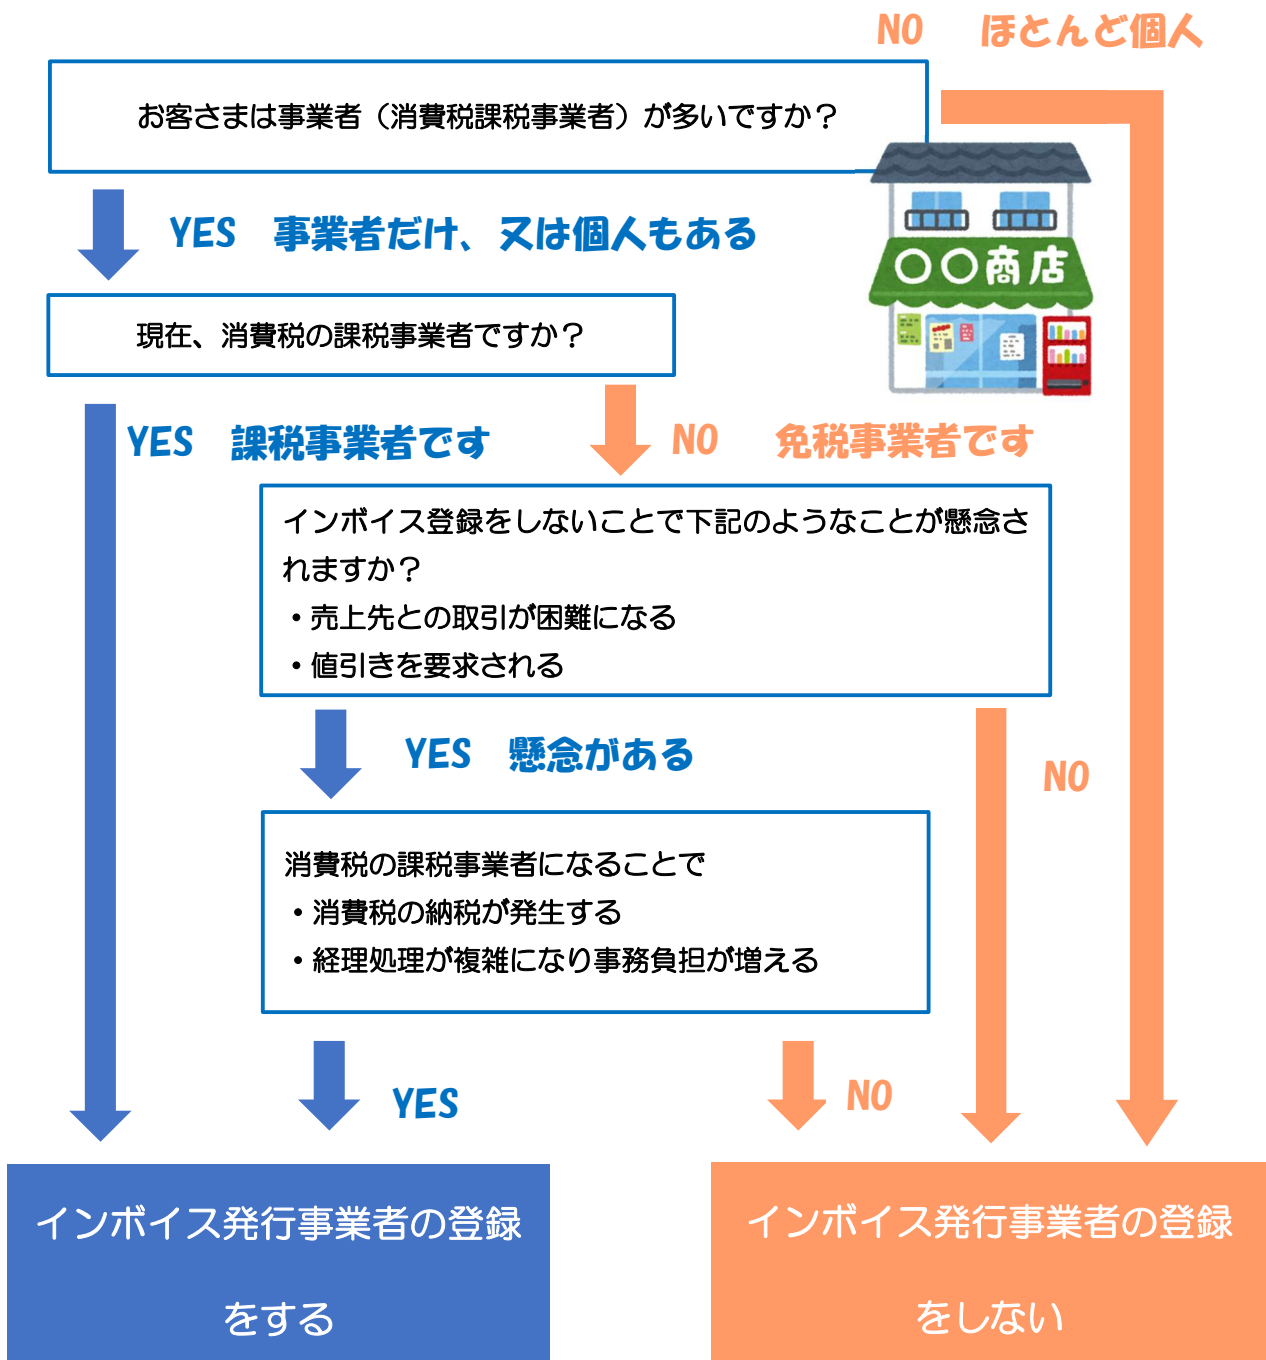 NO ほとんど個人
お客さまは事業者（消費税課税事業者）が多いですか？
YES 事業者だけ、又は個人もある
〇〇商店
現在、消費税の課税事業者ですか？
YES 課税事業者です
NO 免税事業者です
インボイス登録をしないことで下記のようなことが懸念さ
れますか？
・売上先との取引が困難になる
・値引きを要求される
YES 懸念がある
NO
消費税の課税事業者になることで
・消費税の納税が発生する
・経理処理が複雑になり事務負担が増える
YES
NO
インボイス発行事業者の登録
をする
インボイス発行事業者の登録
をしない